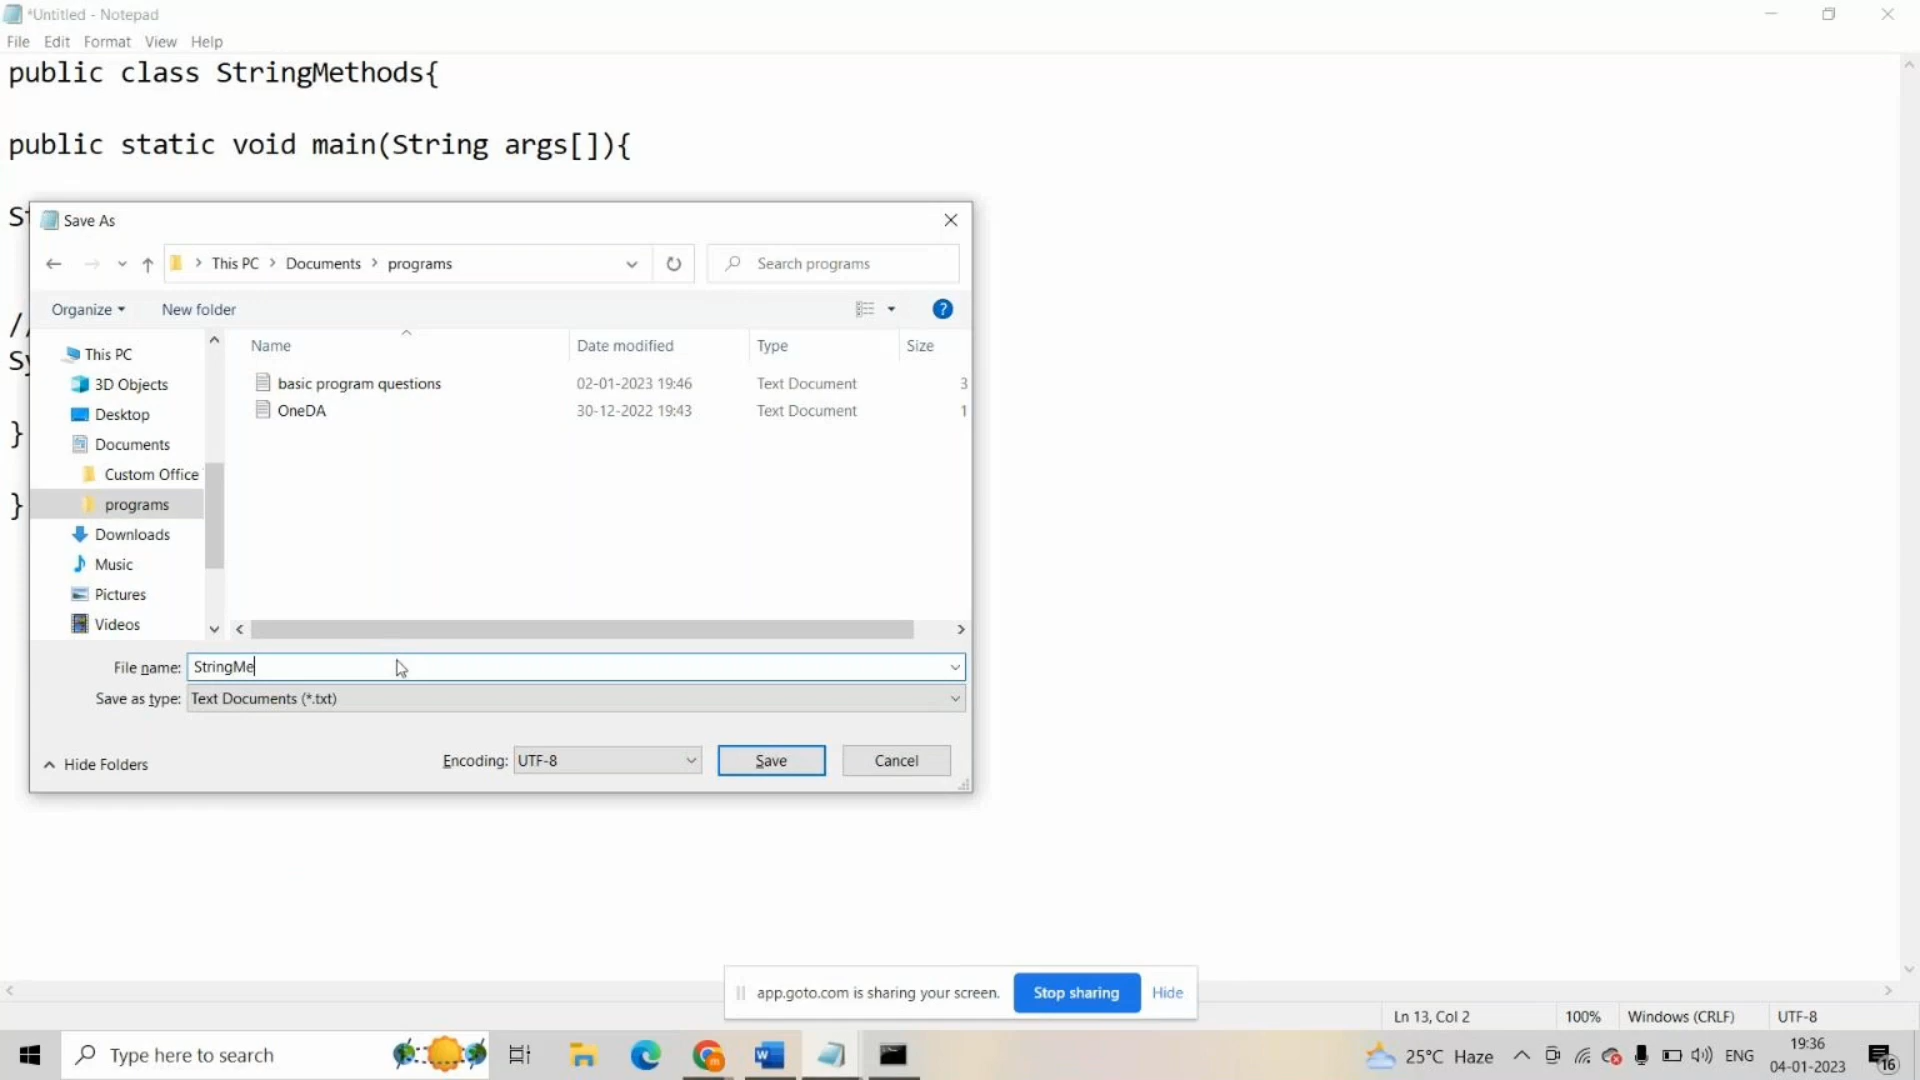 *Untitled - Notepad
File Edit Format View Help
public class StringMethods{
public static void main(String args[]){
St
Save As
This PC > Documents > programs
Search programs
Organize
New folder
//
Sy
}
}
Name Date modified Type Size
This PC
3D Objects
Desktop
Documents
Custom Office
programs
Downloads
Music
Pictures
Videos
basic program questions 02-01-2023 19:46 Text Document 3
OneDA 30-12-2022 19:43 Text Document 1
File name: StringMe
Save as type: Text Documents (*.txt)
Hide Folders
Encoding: UTF-8 Save Cancel
app.goto.com is sharing your screen. Stop sharing Hide
Ln 13, Col 2 100% Windows (CRLF) UTF-8
Type here to search
25°C Haze
ENG
19:36
04-01-2023
16